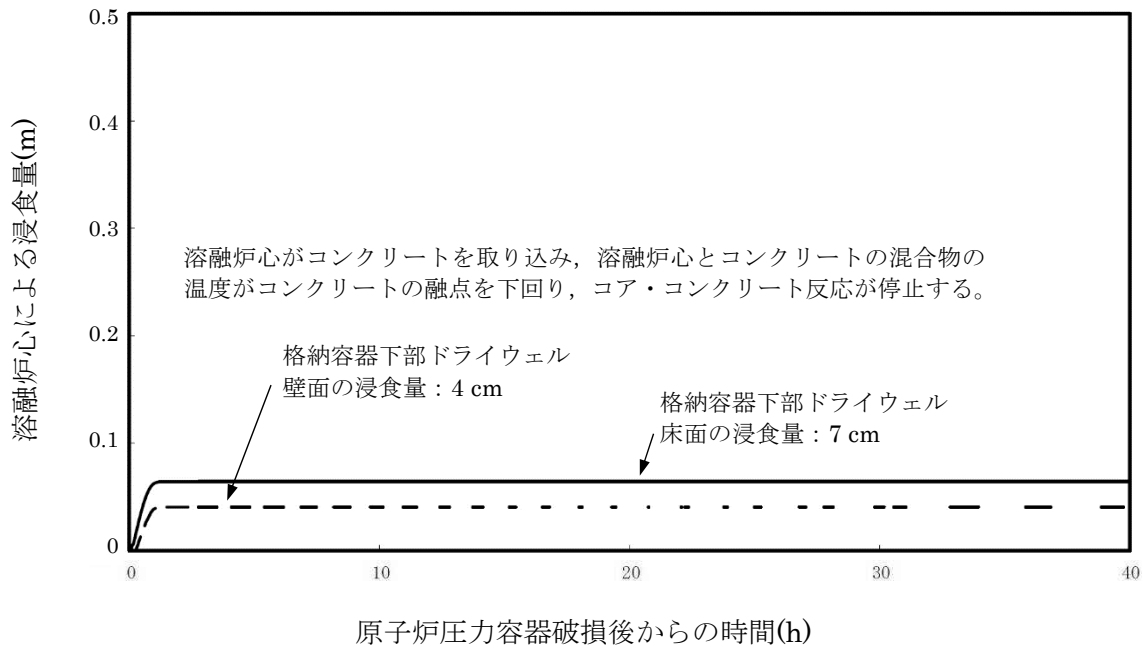 溶融炉心による浸食量(m)
0.5
0.4
0.3
0.2
0.1
0
溶融炉心がコンクリートを取り込み，溶融炉心とコンクリートの混合物の
温度がコンクリートの融点を下回り，コア・コンクリート反応が停止する。
格納容器下部ドライウェル
壁面の浸食量：4 cm
格納容器下部ドライウェル
床面の浸食量：7 cm
0
10
20
30
40
原子炉圧力容器破損後からの時間(h)